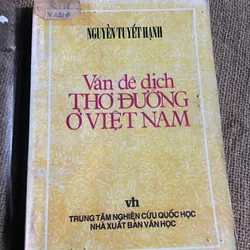 NGUYỄN TUYẾT HẠNH
Vấn đề dịch
THƠ ĐƯỜNG
Ở VIỆT NAM
vh
TRUNG TÂM NGHIÊN CỨU QUỐC HỌC
NHÀ XUẤT BẢN VĂN HỌC